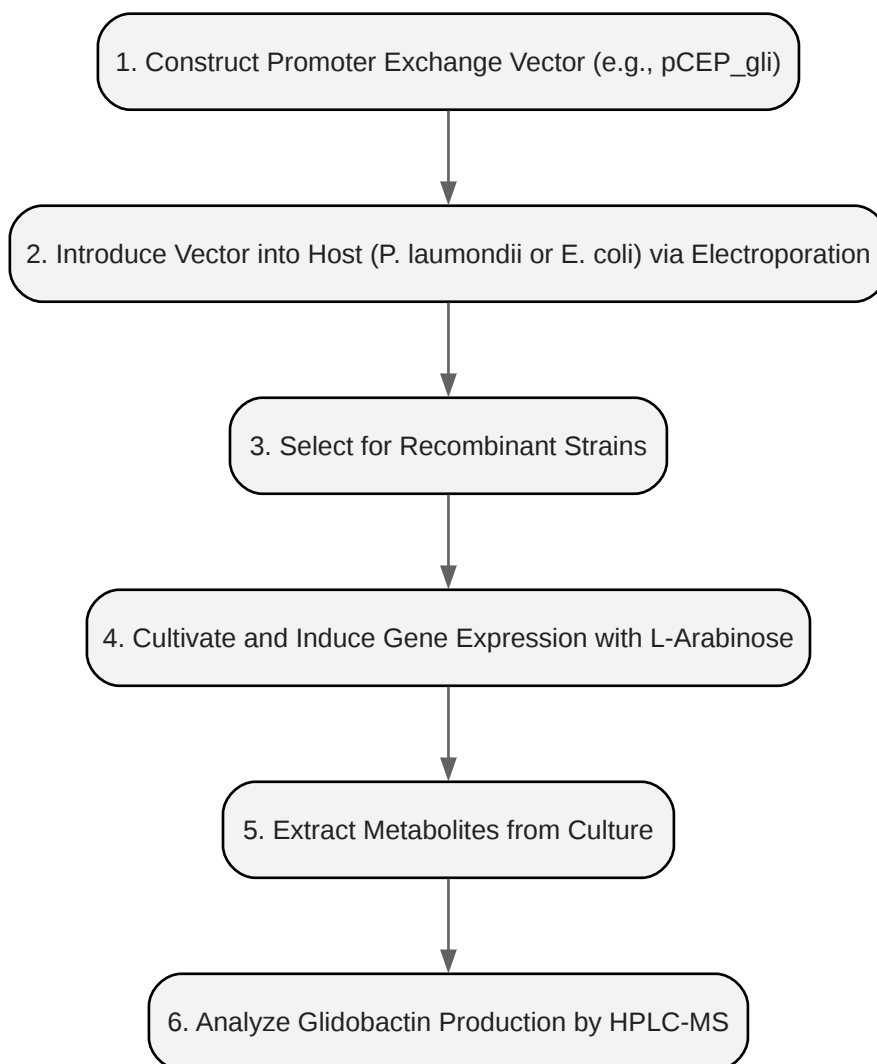 1. Construct Promoter Exchange Vector (e.g., pCEP_gli)
2. Introduce Vector into Host (P. laumondii or E. coli) via Electroporation
3. Select for Recombinant Strains
4. Cultivate and Induce Gene Expression with L-Arabinose
5. Extract Metabolites from Culture
6. Analyze Glidobactin Production by HPLC-MS